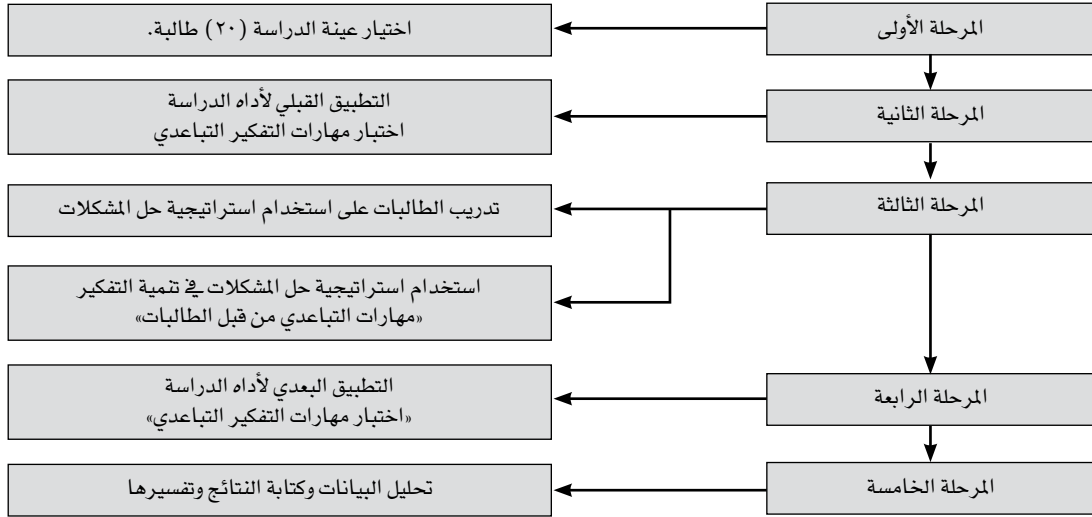 المرحلة الأولى
اختيار عينة الدراسة (٢٠) طالبة.
المرحلة الثانية
التطبيق القبلي لأداه الدراسة
اختبار مهارات التفكير التباعدي
المرحلة الثالثة
تدريب الطالبات على استخدام استراتيجية حل المشكلات
استخدام استراتيجية حل المشكلات في تنمية التفكير
«مهارات التباعدي من قبل الطالبات»
المرحلة الرابعة
التطبيق البعدي لأداه الدراسة
«اختبار مهارات التفكير التباعدي»
المرحلة الخامسة
تحليل البيانات وكتابة النتائج وتفسيرها